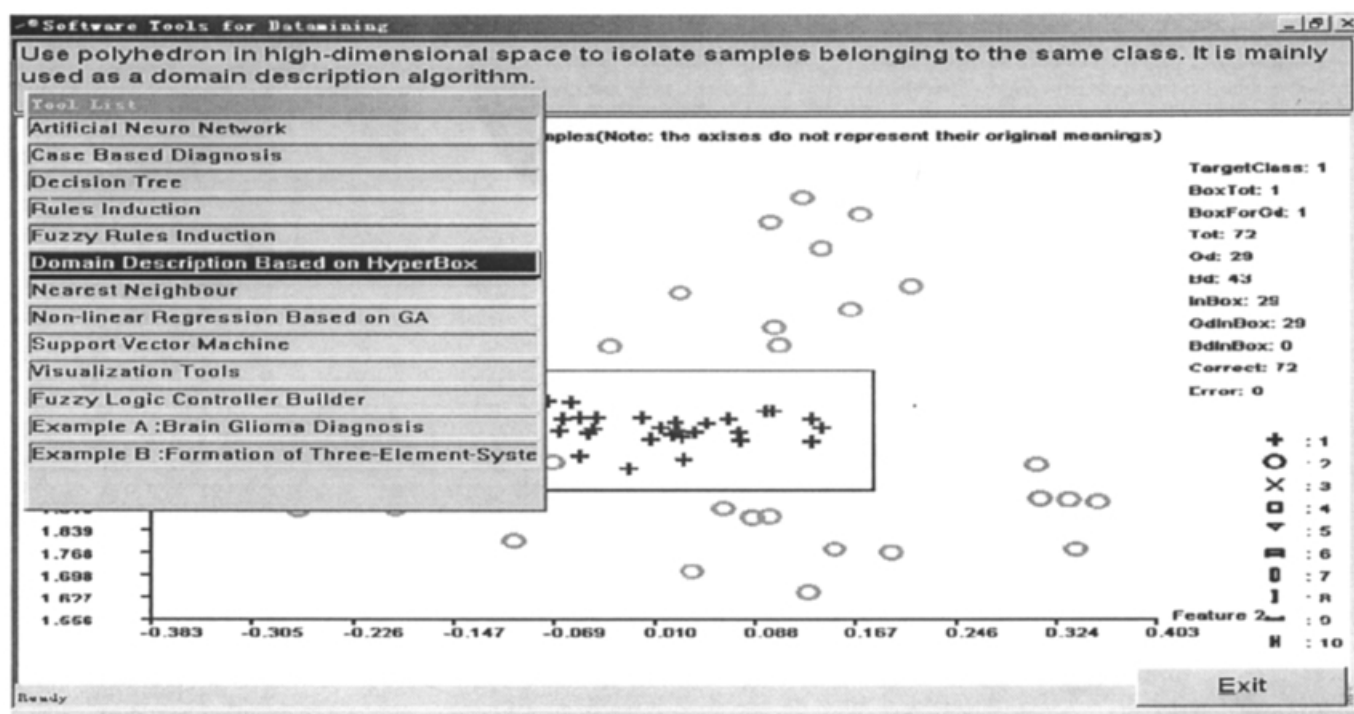 Software Tools for Datamining
Use polyhedron in high-dimensional space to isolate samples belonging to the same class. It is mainly
used as a domain description algorithm.
Tool List
Artificial Neuro Network
Case Based Diagnosis
Decision Tree
Rules Induction
Fuzzy Rules Induction
Domain Description Based on HyperBox
Nearest Neighbour
Non-linear Regression Based on GA
Support Vector Machine
Visualization Tools
Fuzzy Logic Controller Builder
Example A :Brain Glioma Diagnosis
Example B :Formation of Three-Element-Syste
mples(Note: the axises do not represent their original meanings)
TargetClass: 1
BoxTot: 1
BoxForGd: 1
Tot: 72
Gd: 29
Bd: 43
InBox: 29
GdInBox: 29
BdInBox: 0
Correct: 72
Error: 0
: 1
: 2
: 3
: 4
: 5
: 6
: 7
: 8
: 9
: 10
1.839
1.768
1.698
1.627
1.556
-0.383 -0.305 -0.226 -0.147 -0.069 0.010 0.088 0.167 0.246 0.324 0.403
Feature 2
Ready
Exit